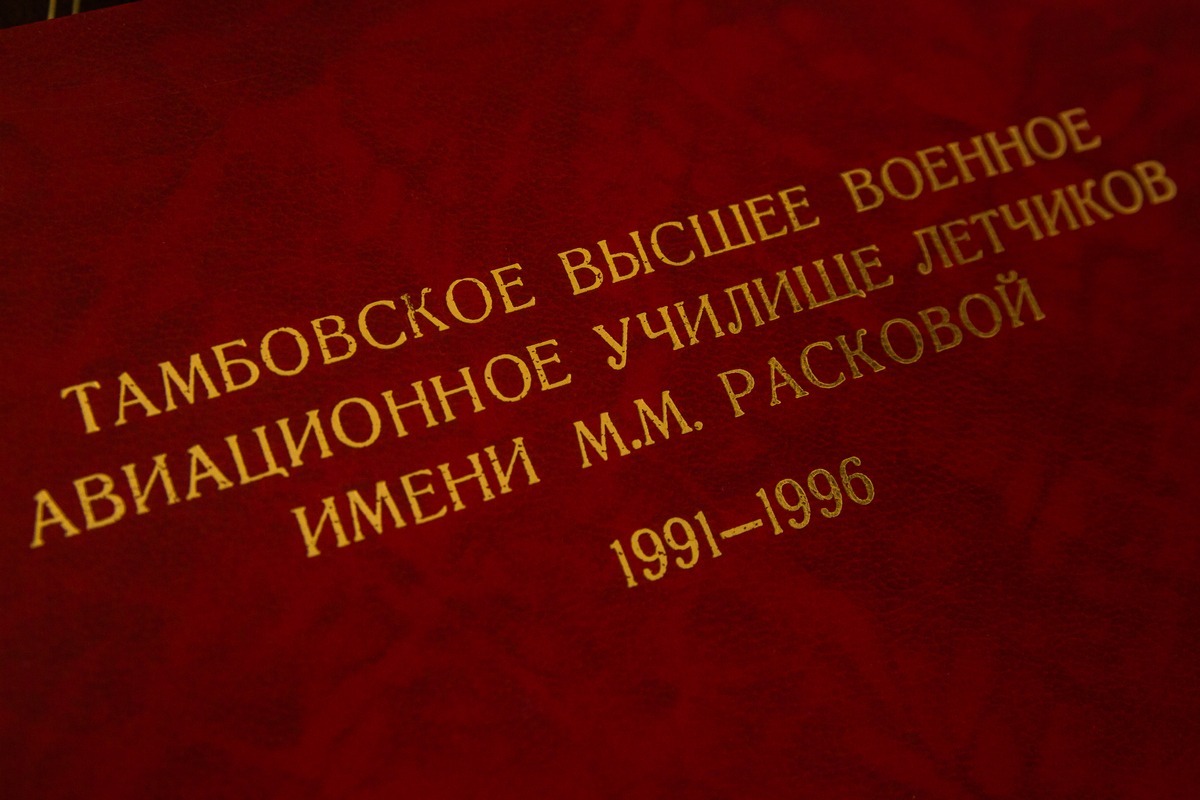 ТАМБОВСКОЕ ВЫСШЕЕ ВОЕННОЕ
АВИАЦИОННОЕ УЧИЛИЩЕ ЛЕТЧИКОВ
ИМЕНИ М.М. РАСКОВОЙ
1991—1996